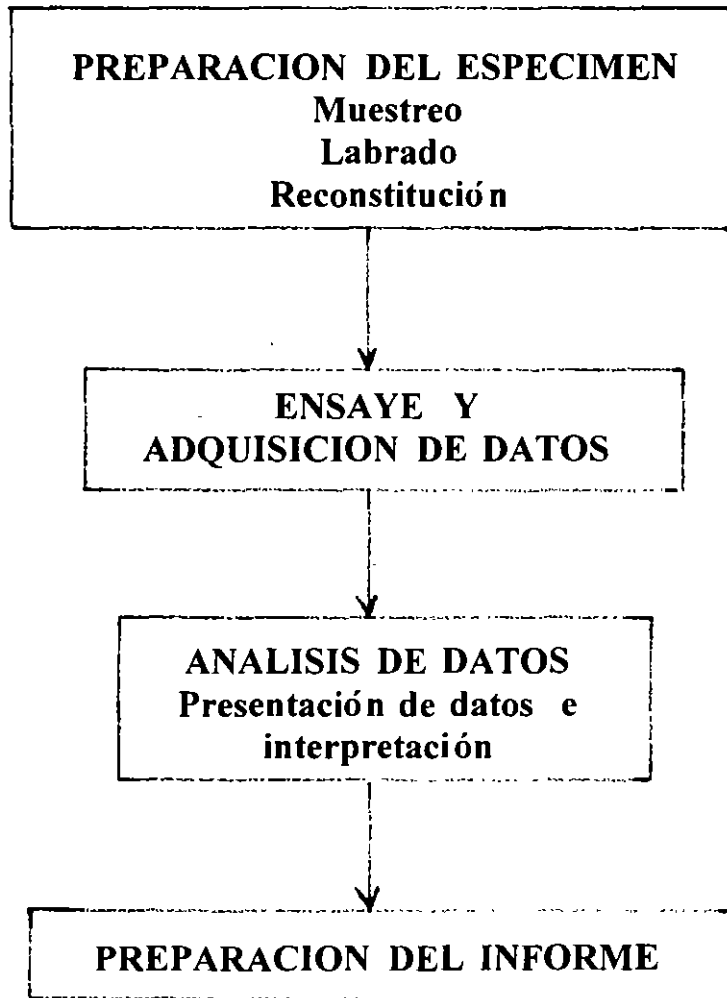 PREPARACION DEL ESPECIMEN
Muestreo
Labrado
Reconstitución
ENSAYE Y
ADQUISICION DE DATOS
ANALISIS DE DATOS
Presentación de datos e
interpretación
PREPARACION DEL INFORME